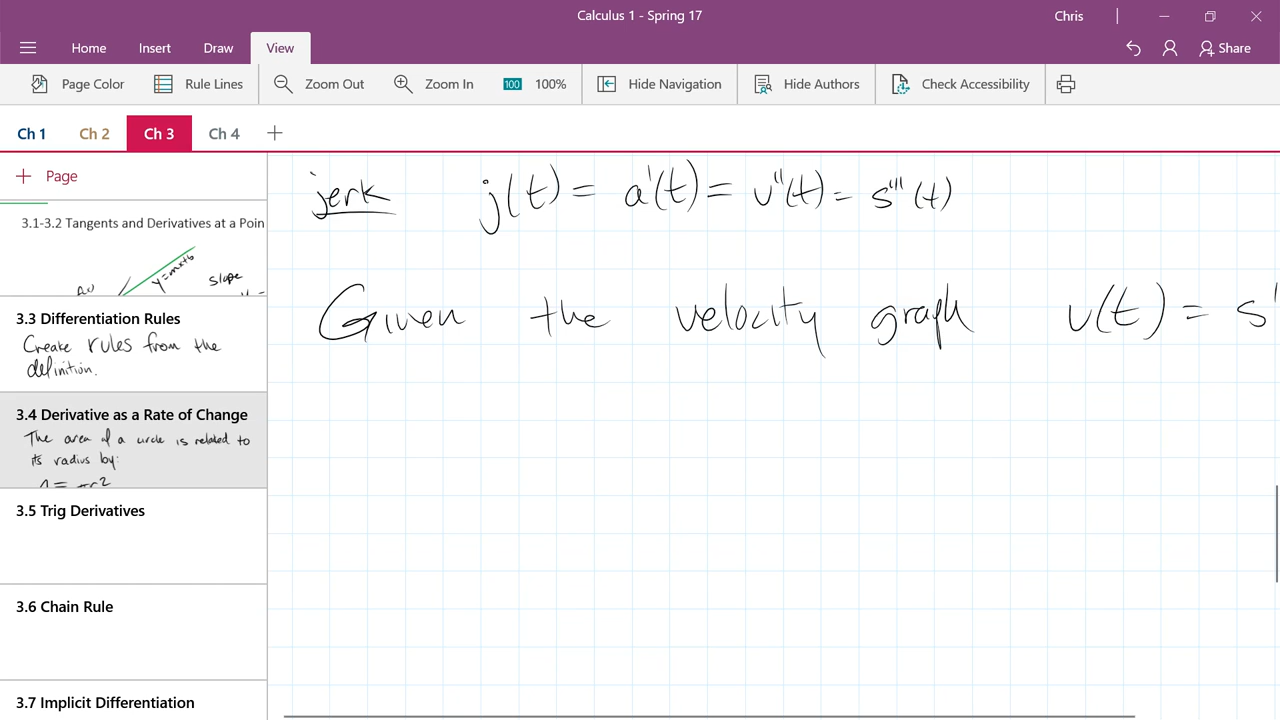 Calculus 1 - Spring 17
Chris
Home Insert Draw View
Share
Page Color Rule Lines Zoom Out Zoom In 100 100% Hide Navigation Hide Authors Check Accessibility
Ch 1 Ch 2 Ch 3 Ch 4
Page
3.1-3.2 Tangents and Derivatives at a Poin
y=mx+b
slope
3.3 Differentiation Rules
Create rules from the
definition.
3.4 Derivative as a Rate of Change
The area of a circle is related to
its radius by:
A = πr²
3.5 Trig Derivatives
3.6 Chain Rule
3.7 Implicit Differentiation
jerk j(t) = a'(t) = v''(t) = s'''(t)
Given the velocity graph v(t) = s'